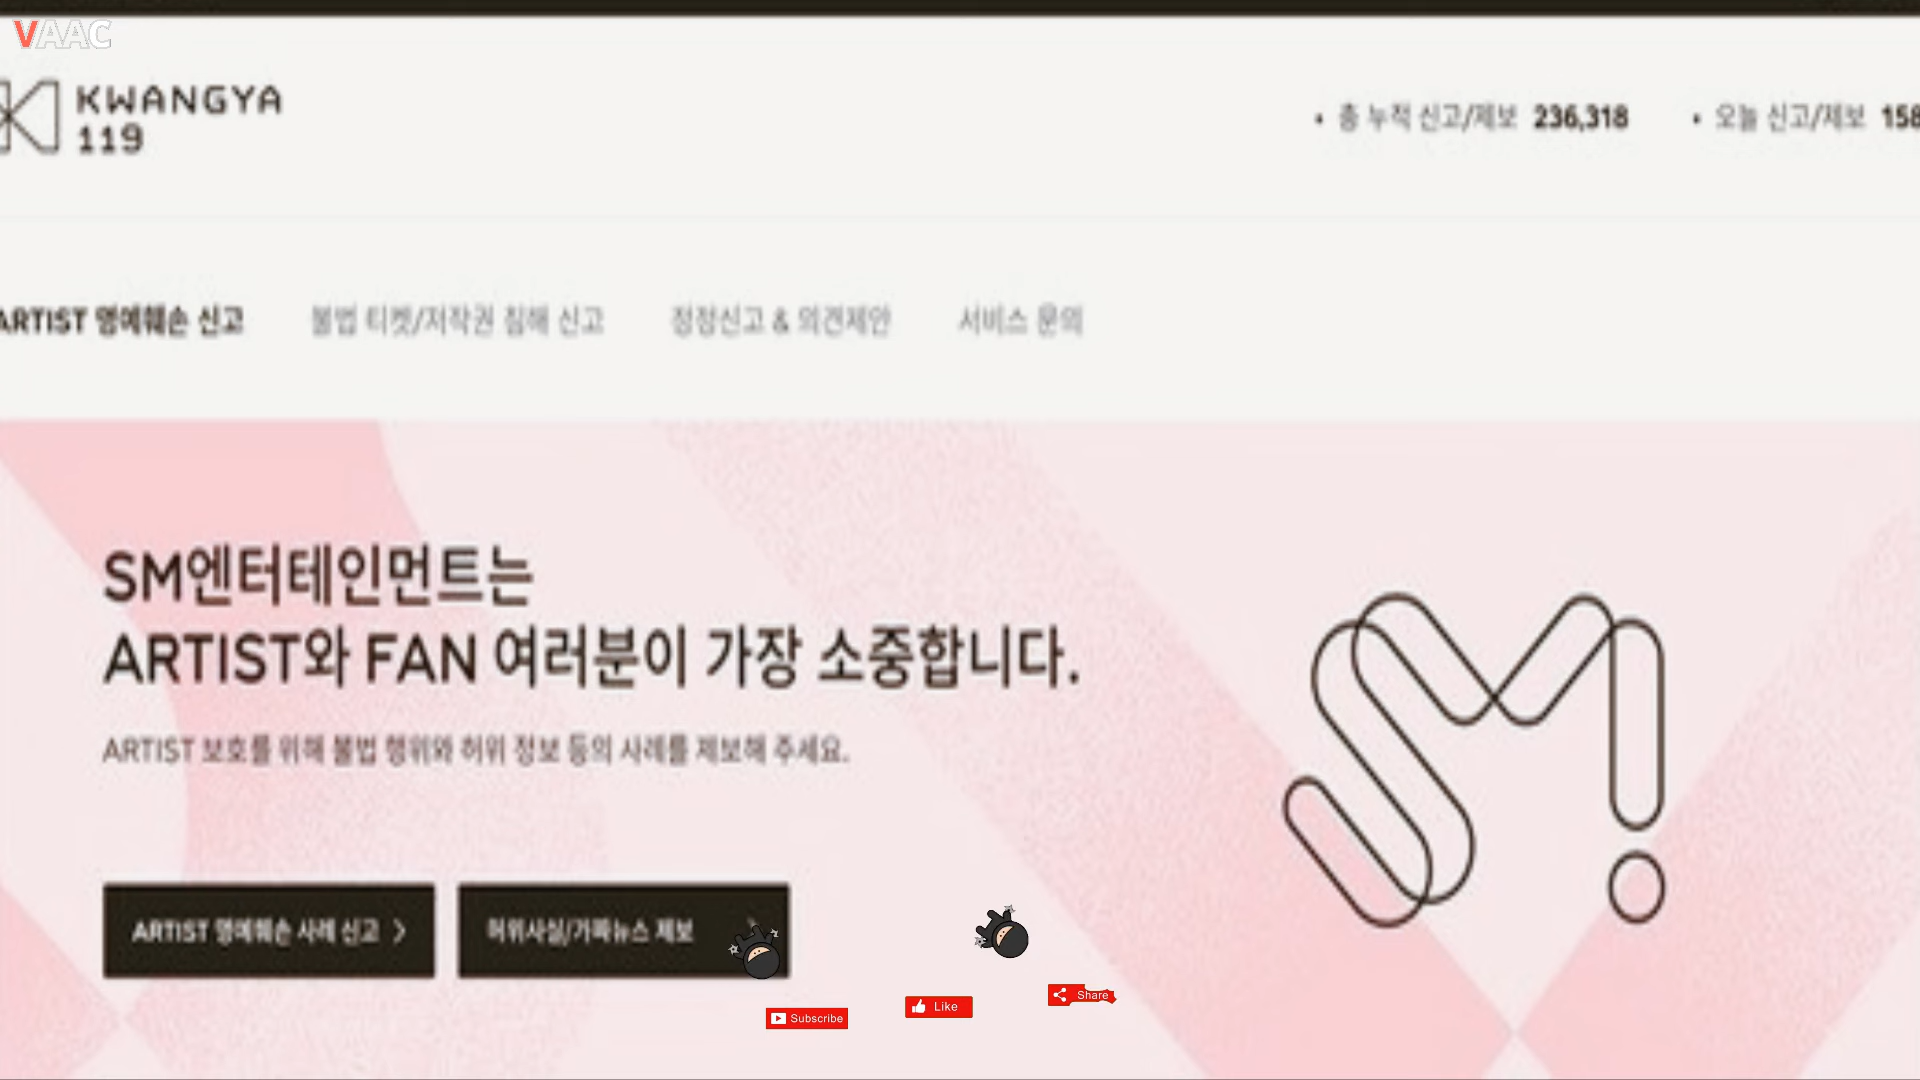 VAAC
KWANGYA
119
• 총 누적 신고/제보 236,318
• 오늘 신고/제보 158
ARTIST 명예훼손 신고
불법 티켓/저작권 침해 신고
정정신고 & 의견제안
서비스 문의
SM엔터테인먼트는
ARTIST와 FAN 여러분이 가장 소중합니다.
ARTIST 보호를 위해 불법 행위와 허위 정보 등의 사례를 제보해 주세요.
ARTIST 명예훼손 사례 신고 >
허위사실/가짜뉴스 제보
Subscribe
Like
Share